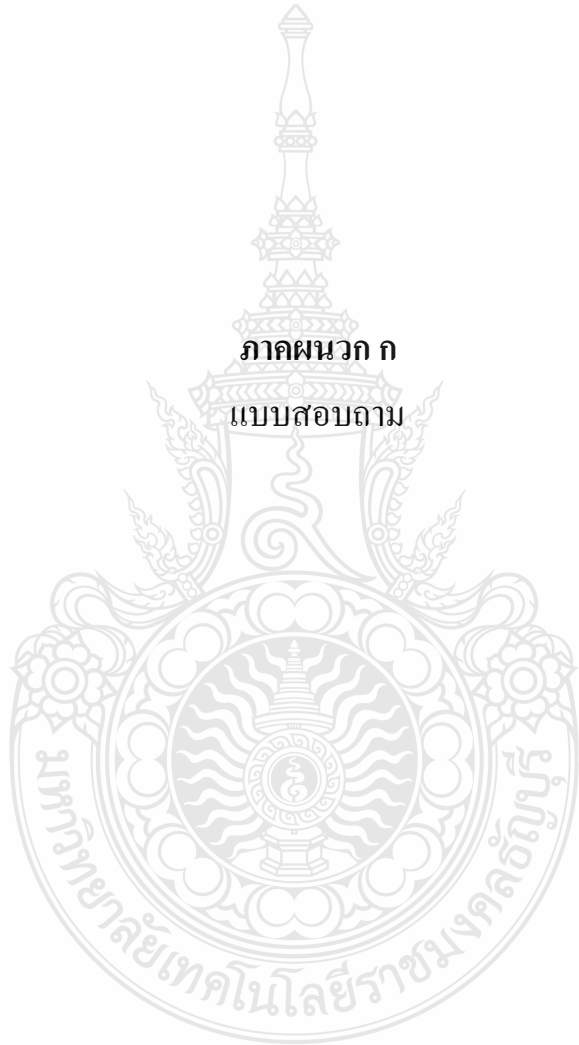 ภาคผนวก ก
แบบสอบถาม
มหาวิทยาลัยเทคโนโลยีราชมงคลธัญบุรี